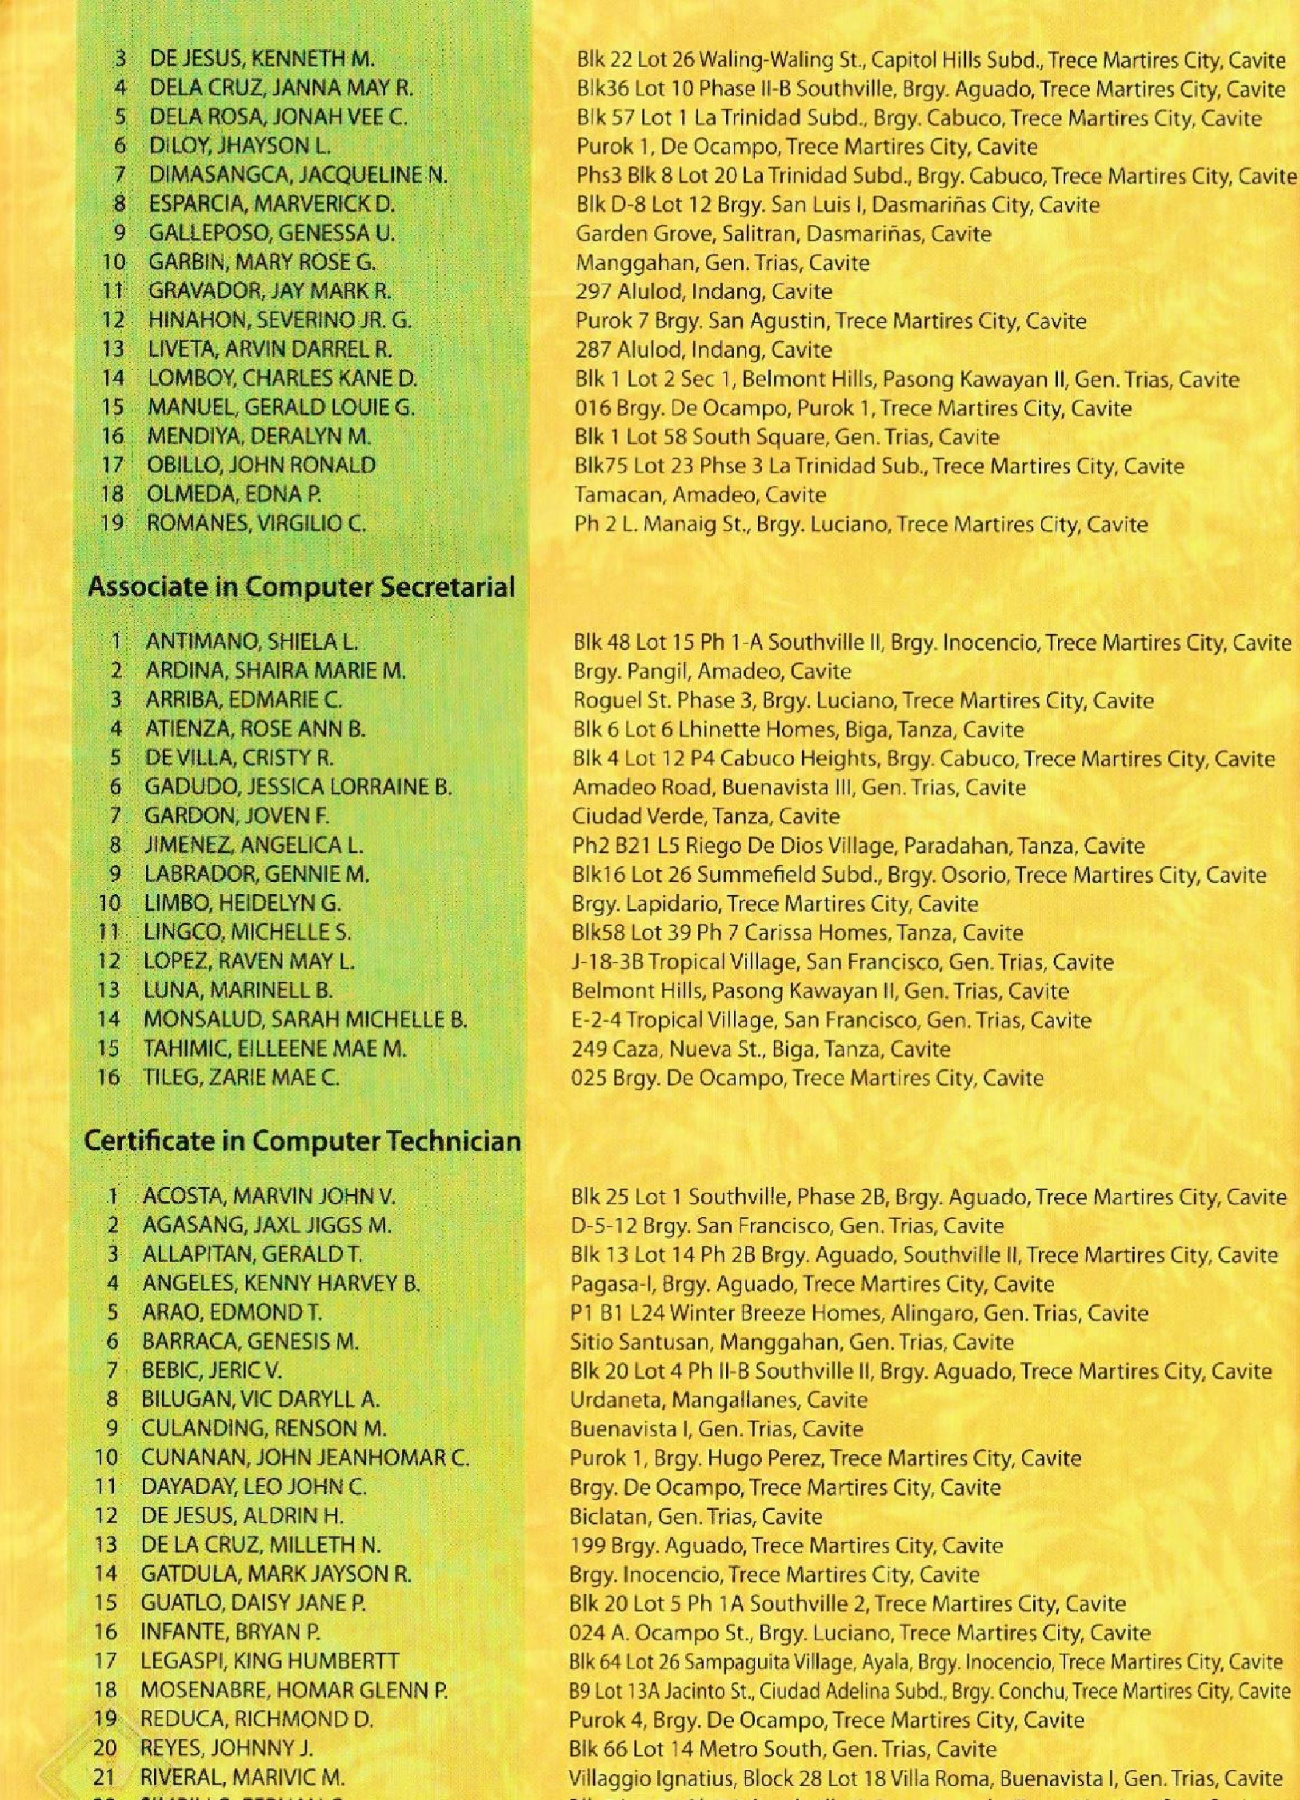 3 DE JESUS, KENNETH M. Blk 22 Lot 26 Waling-Waling St., Capitol Hills Subd., Trece Martires City, Cavite
4 DELA CRUZ, JANNA MAY R. Blk36 Lot 10 Phase II-B Southville, Brgy. Aguado, Trece Martires City, Cavite
5 DELA ROSA, JONAH VEE C. Blk 57 Lot 1 La Trinidad Subd., Brgy. Cabuco, Trece Martires City, Cavite
6 DILOY, JHAYSON L. Purok 1, De Ocampo, Trece Martires City, Cavite
7 DIMASANGCA, JACQUELINE N. Phs3 Blk 8 Lot 20 La Trinidad Subd., Brgy. Cabuco, Trece Martires City, Cavite
8 ESPARCIA, MARVERICK D. Blk D-8 Lot 12 Brgy. San Luis I, Dasmariñas City, Cavite
9 GALLEPOSO, GENESSA U. Garden Grove, Salitran, Dasmariñas, Cavite
10 GARBIN, MARY ROSE G. Manggahan, Gen. Trias, Cavite
11 GRAVADOR, JAY MARK R. 297 Alulod, Indang, Cavite
12 HINAHON, SEVERINO JR. G. Purok 7 Brgy. San Agustin, Trece Martires City, Cavite
13 LIVETA, ARVIN DARREL R. 287 Alulod, Indang, Cavite
14 LOMBOY, CHARLES KANE D. Blk 1 Lot 2 Sec 1, Belmont Hills, Pasong Kawayan II, Gen. Trias, Cavite
15 MANUEL, GERALD LOUIE G. 016 Brgy. De Ocampo, Purok 1, Trece Martires City, Cavite
16 MENDIYA, DERALYN M. Blk 1 Lot 58 South Square, Gen. Trias, Cavite
17 OBILLO, JOHN RONALD Blk75 Lot 23 Phse 3 La Trinidad Sub., Trece Martires City, Cavite
18 OLMEDA, EDNA P. Tamacan, Amadeo, Cavite
19 ROMANES, VIRGILIO C. Ph 2 L. Manaig St., Brgy. Luciano, Trece Martires City, Cavite
Associate in Computer Secretarial
1 ANTIMANO, SHIELA L. Blk 48 Lot 15 Ph 1-A Southville II, Brgy. Inocencio, Trece Martires City, Cavite
2 ARDINA, SHAIRA MARIE M. Brgy. Pangil, Amadeo, Cavite
3 ARRIBA, EDMARIE C. Roguel St. Phase 3, Brgy. Luciano, Trece Martires City, Cavite
4 ATIENZA, ROSE ANN B. Blk 6 Lot 6 Lhinette Homes, Biga, Tanza, Cavite
5 DE VILLA, CRISTY R. Blk 4 Lot 12 P4 Cabuco Heights, Brgy. Cabuco, Trece Martires City, Cavite
6 GADUDO, JESSICA LORRAINE B. Amadeo Road, Buenavista III, Gen. Trias, Cavite
7 GARDON, JOVEN F. Ciudad Verde, Tanza, Cavite
8 JIMENEZ, ANGELICA L. Ph2 B21 L5 Riego De Dios Village, Paradahan, Tanza, Cavite
9 LABRADOR, GENNIE M. Blk16 Lot 26 Summefield Subd., Brgy. Osorio, Trece Martires City, Cavite
10 LIMBO, HEIDELYN G. Brgy. Lapidario, Trece Martires City, Cavite
11 LINGCO, MICHELLE S. Blk58 Lot 39 Ph 7 Carissa Homes, Tanza, Cavite
12 LOPEZ, RAVEN MAY L. J-18-3B Tropical Village, San Francisco, Gen. Trias, Cavite
13 LUNA, MARINELL B. Belmont Hills, Pasong Kawayan II, Gen. Trias, Cavite
14 MONSALUD, SARAH MICHELLE B. E-2-4 Tropical Village, San Francisco, Gen. Trias, Cavite
15 TAHIMIC, EILLEENE MAE M. 249 Caza, Nueva St., Biga, Tanza, Cavite
16 TILEG, ZARIE MAE C. 025 Brgy. De Ocampo, Trece Martires City, Cavite
Certificate in Computer Technician
1 ACOSTA, MARVIN JOHN V. Blk 25 Lot 1 Southville, Phase 2B, Brgy. Aguado, Trece Martires City, Cavite
2 AGASANG, JAXL JIGGS M. D-5-12 Brgy. San Francisco, Gen. Trias, Cavite
3 ALLAPITAN, GERALD T. Blk 13 Lot 14 Ph 2B Brgy. Aguado, Southville II, Trece Martires City, Cavite
4 ANGELES, KENNY HARVEY B. Pagasa-I, Brgy. Aguado, Trece Martires City, Cavite
5 ARAO, EDMOND T. P1 B1 L24 Winter Breeze Homes, Alingaro, Gen. Trias, Cavite
6 BARRACA, GENESIS M. Sitio Santusan, Manggahan, Gen. Trias, Cavite
7 BEBIC, JERIC V. Blk 20 Lot 4 Ph II-B Southville II, Brgy. Aguado, Trece Martires City, Cavite
8 BILUGAN, VIC DARYLL A. Urdaneta, Mangallanes, Cavite
9 CULANDING, RENSON M. Buenavista I, Gen. Trias, Cavite
10 CUNANAN, JOHN JEANHOMAR C. Purok 1, Brgy. Hugo Perez, Trece Martires City, Cavite
11 DAYADAY, LEO JOHN C. Brgy. De Ocampo, Trece Martires City, Cavite
12 DE JESUS, ALDRIN H. Biclatan, Gen. Trias, Cavite
13 DE LA CRUZ, MILLETH N. 199 Brgy. Aguado, Trece Martires City, Cavite
14 GATDULA, MARK JAYSON R. Brgy. Inocencio, Trece Martires City, Cavite
15 GUATLO, DAISY JANE P. Blk 20 Lot 5 Ph 1A Southville 2, Trece Martires City, Cavite
16 INFANTE, BRYAN P. 024 A. Ocampo St., Brgy. Luciano, Trece Martires City, Cavite
17 LEGASPI, KING HUMBERTT Blk 64 Lot 26 Sampaguita Village, Ayala, Brgy. Inocencio, Trece Martires City, Cavite
18 MOSENABRE, HOMAR GLENN P. B9 Lot 13A Jacinto St., Ciudad Adelina Subd., Brgy. Conchu, Trece Martires City, Cavite
19 REDUCA, RICHMOND D. Purok 4, Brgy. De Ocampo, Trece Martires City, Cavite
20 REYES, JOHNNY J. Blk 66 Lot 14 Metro South, Gen. Trias, Cavite
21 RIVERAL, MARIVIC M. Villaggio Ignatius, Block 28 Lot 18 Villa Roma, Buenavista I, Gen. Trias, Cavite